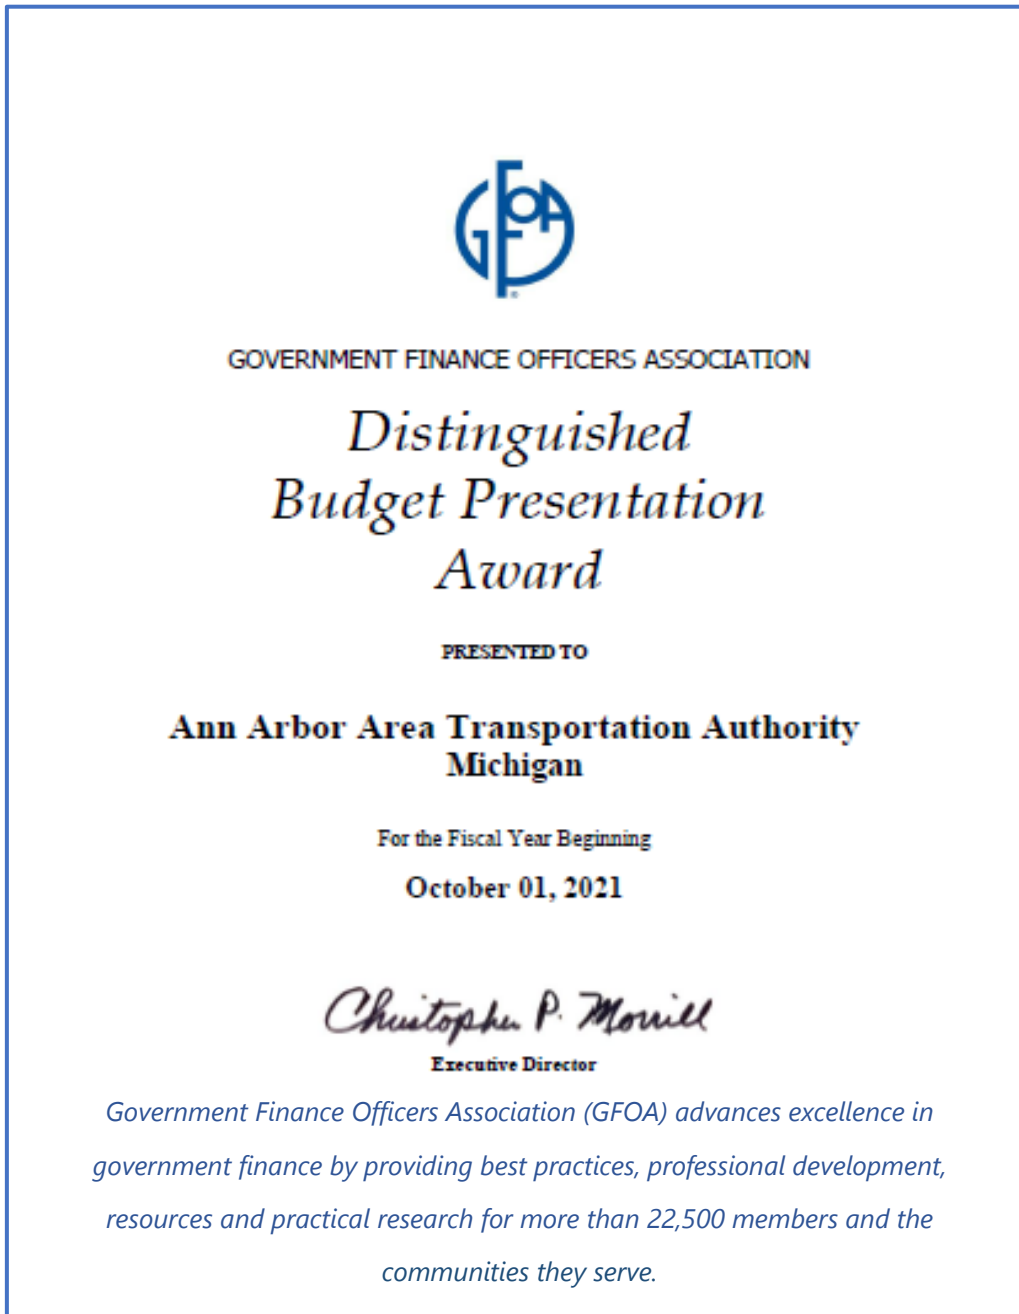 GFOA
GOVERNMENT FINANCE OFFICERS ASSOCIATION
Distinguished
Budget Presentation
Award
PRESENTED TO
Ann Arbor Area Transportation Authority
Michigan
For the Fiscal Year Beginning
October 01, 2021
Christopher P. Morrill
Executive Director
Government Finance Officers Association (GFOA) advances excellence in
government finance by providing best practices, professional development,
resources and practical research for more than 22,500 members and the
communities they serve.